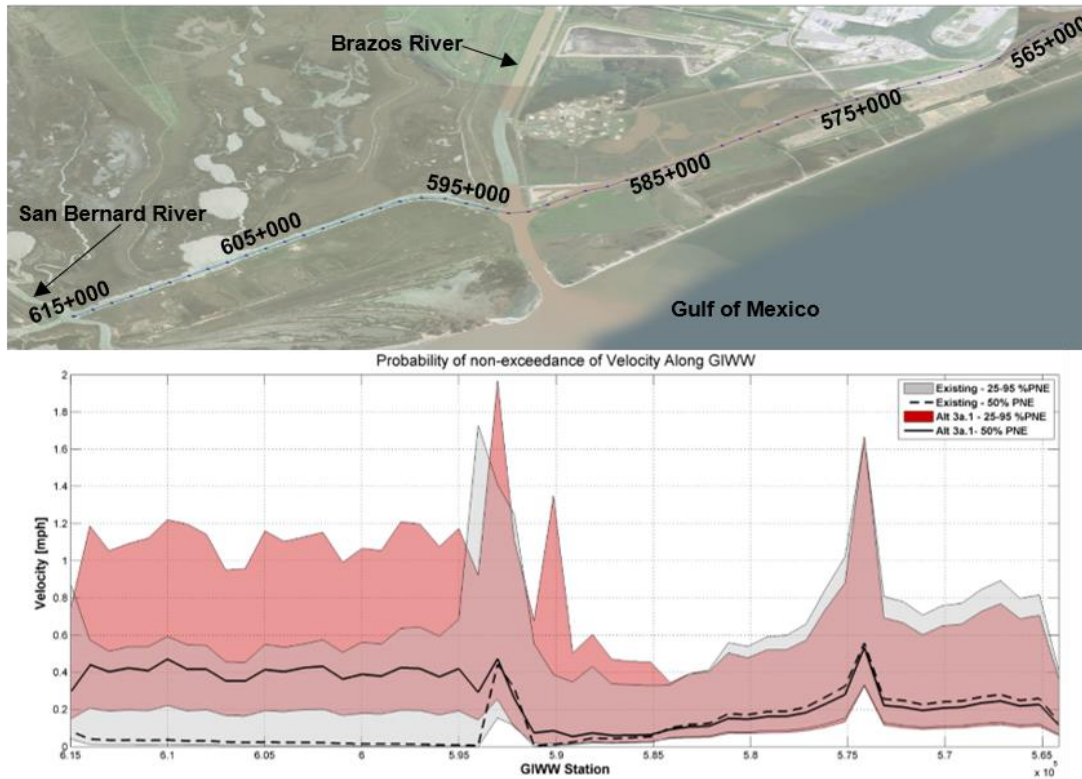 Brazos River
565+000
575+000
585+000
595+000
San Bernard River
605+000
615+000
Gulf of Mexico
Probability of non-exceedance of Velocity Along GIWW
Existing - 25-95 %PNE
Existing - 50% PNE
Alt 3a.1 - 25-95 %PNE
Alt 3a.1- 50% PNE
Velocity [mph]
2
1.8
1.6
1.4
1.2
1
0.8
0.6
0.4
0.2
0
6.15 6.1 6.05 6 5.95 5.9 5.85 5.8 5.75 5.7 5.65
x 10⁵
GIWW Station